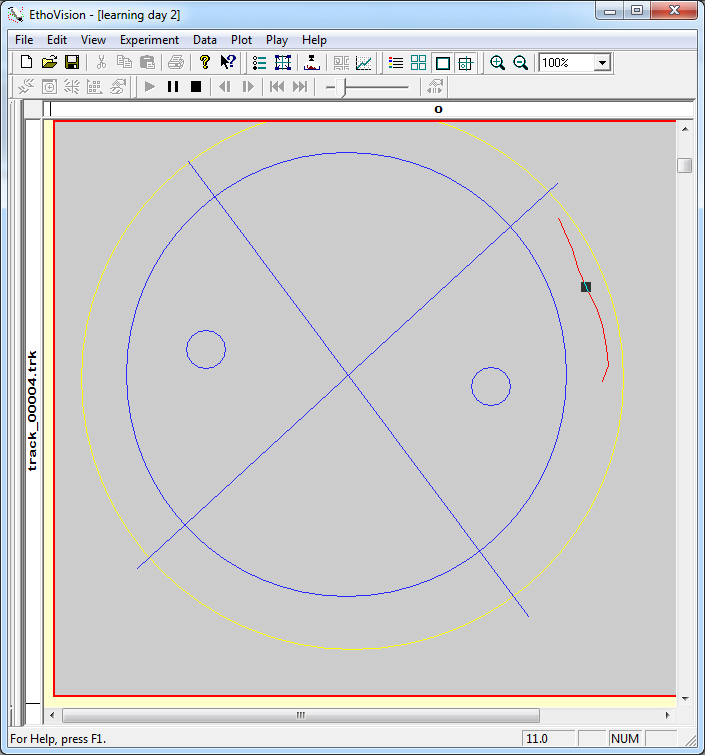 EthoVision - [learning day 2]
File Edit View Experiment Data Plot Play Help
100%
o
track_00004.trk
For Help, press F1.
11.0
NUM